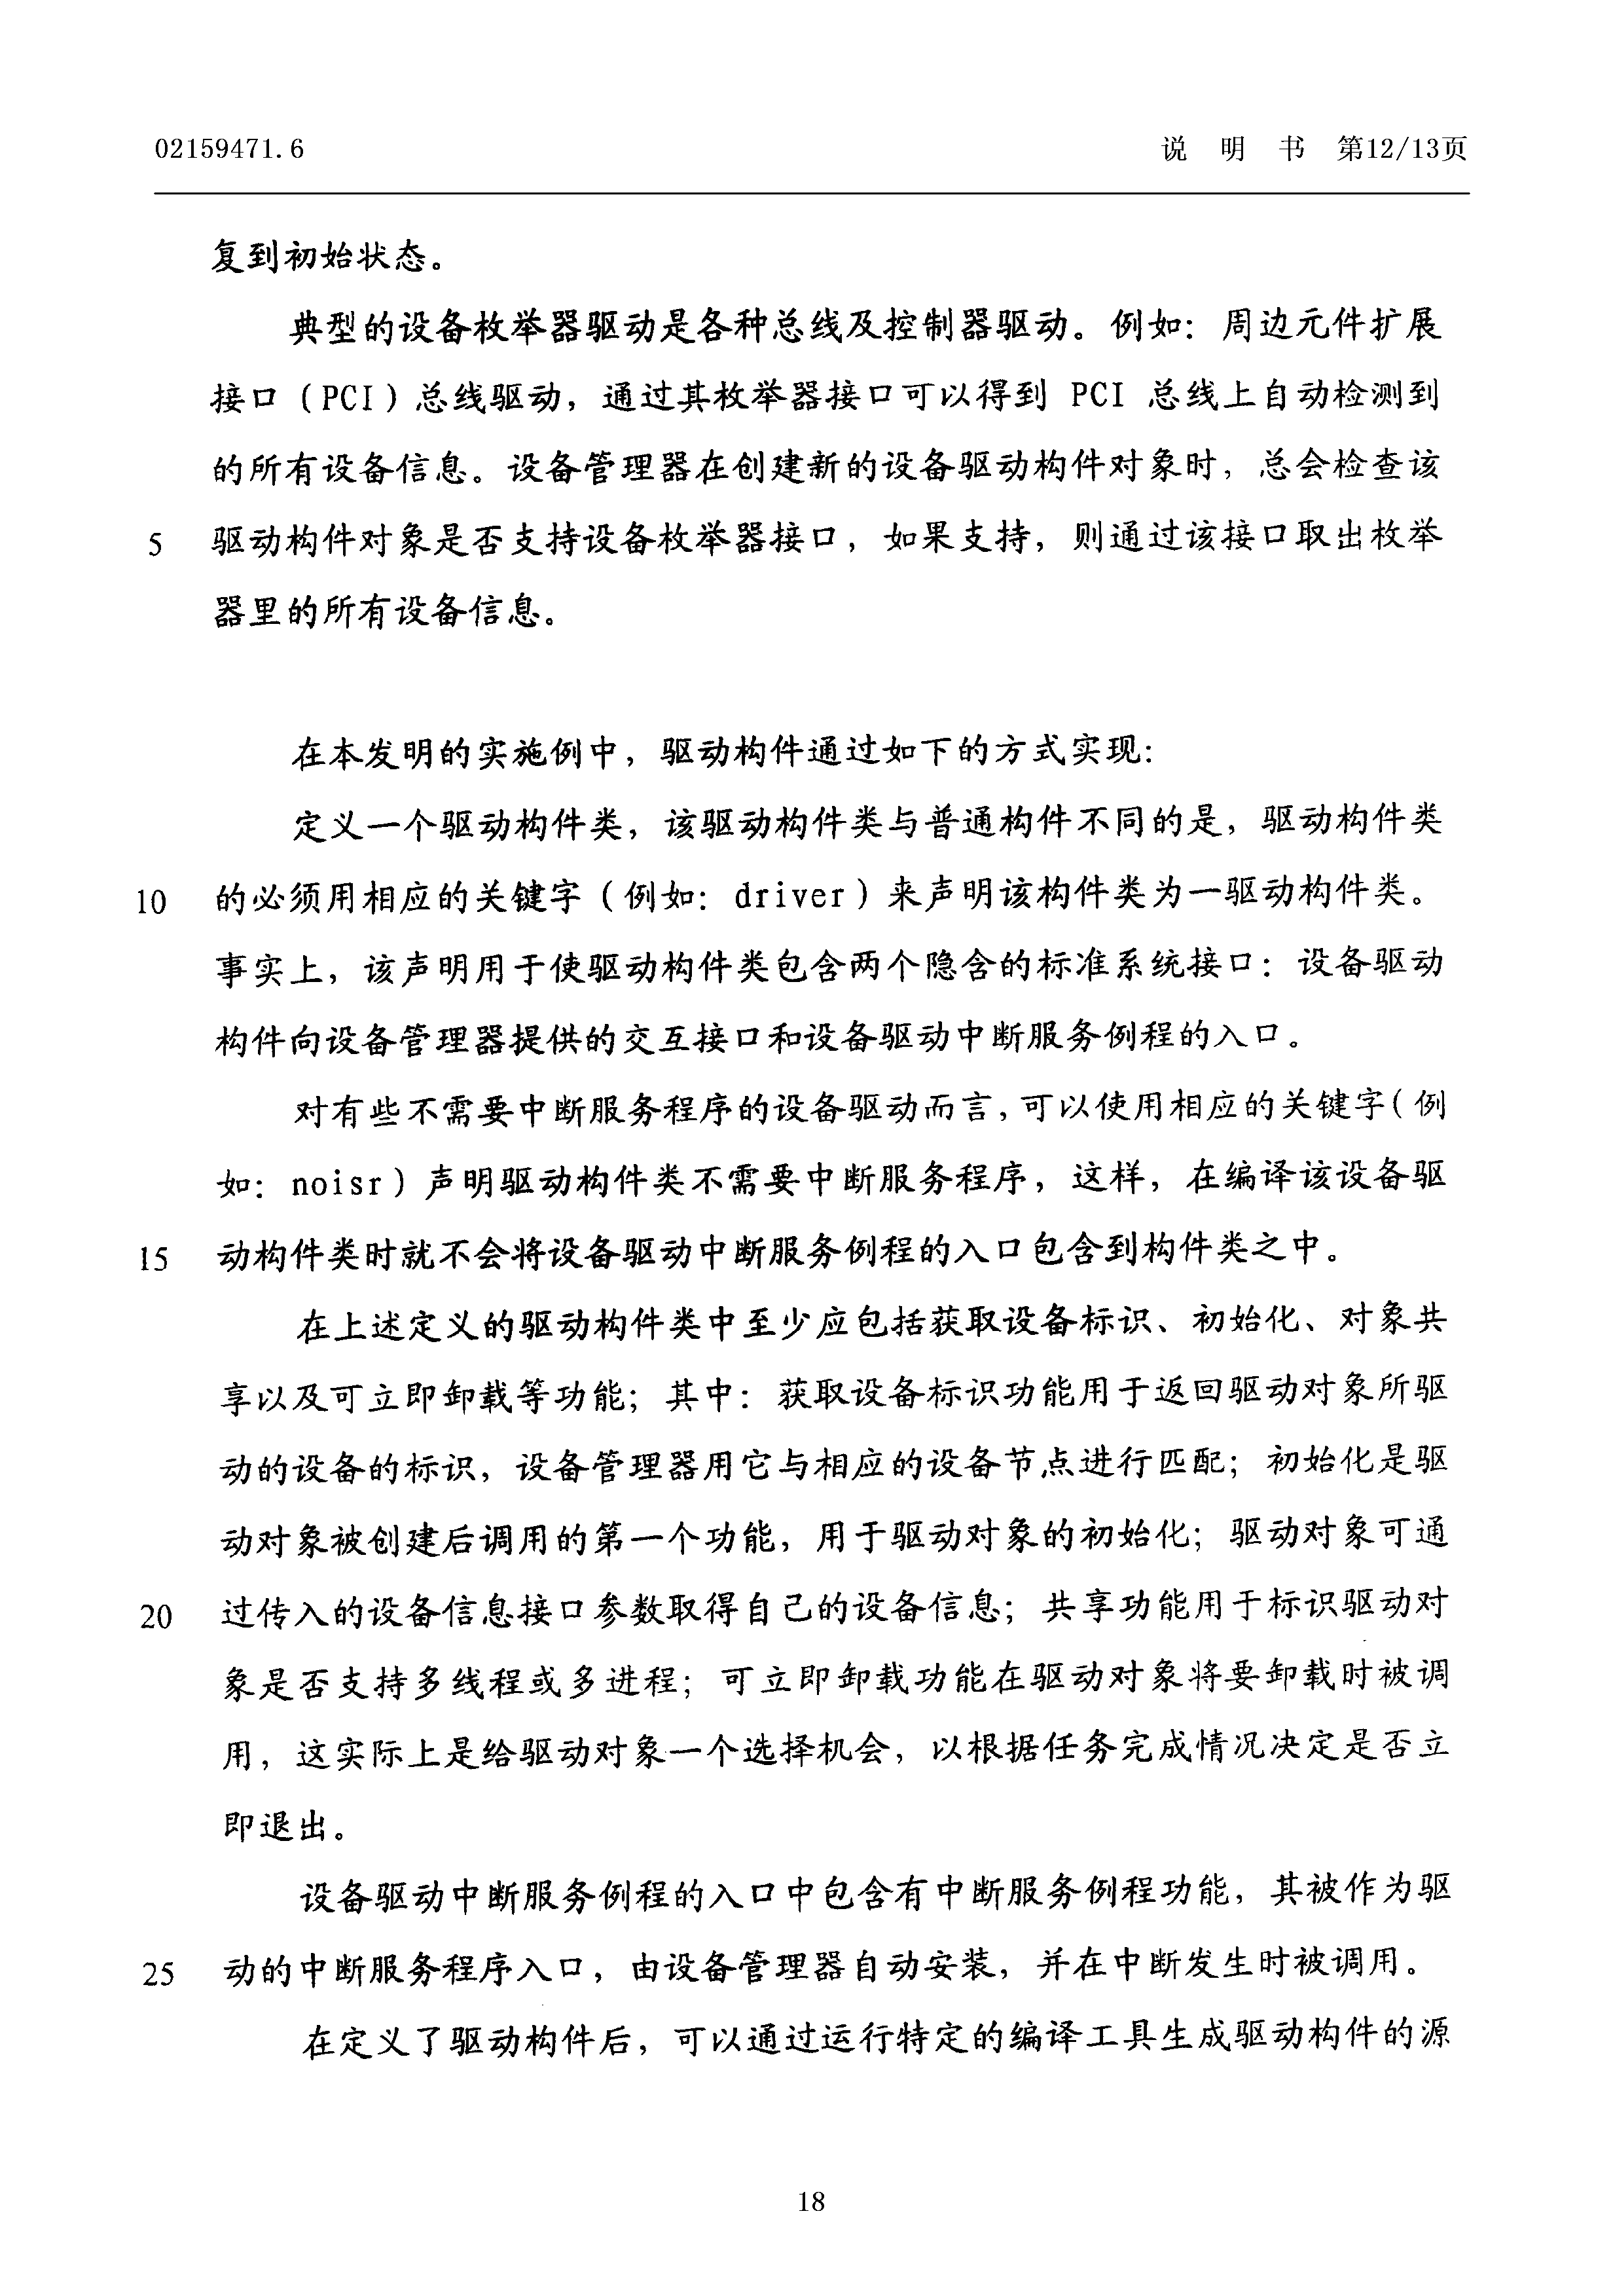 02159471.6
说 明 书 第12/13页
复到初始状态。
典型的设备枚举器驱动是各种总线及控制器驱动。例如：周边元件扩展
接口（PCI）总线驱动，通过其枚举器接口可以得到 PCI 总线上自动检测到
的所有设备信息。设备管理器在创建新的设备驱动构件对象时，总会检查该
5 驱动构件对象是否支持设备枚举器接口，如果支持，则通过该接口取出枚举
器里的所有设备信息。
在本发明的实施例中，驱动构件通过如下的方式实现：
定义一个驱动构件类，该驱动构件类与普通构件不同的是，驱动构件类
10 的必须用相应的关键字（例如：driver）来声明该构件类为一驱动构件类。
事实上，该声明用于使驱动构件类包含两个隐含的标准系统接口：设备驱动
构件向设备管理器提供的交互接口和设备驱动中断服务例程的入口。
对有些不需要中断服务程序的设备驱动而言，可以使用相应的关键字（例
如：noisr）声明驱动构件类不需要中断服务程序，这样，在编译该设备驱
15 动构件类时就不会将设备驱动中断服务例程的入口包含到构件类之中。
在上述定义的驱动构件类中至少应包括获取设备标识、初始化、对象共
享以及可立即卸载等功能；其中：获取设备标识功能用于返回驱动对象所驱
动的设备的标识，设备管理器用它与相应的设备节点进行匹配；初始化是驱
动对象被创建后调用的第一个功能，用于驱动对象的初始化；驱动对象可通
20 过传入的设备信息接口参数取得自己的设备信息；共享功能用于标识驱动对
象是否支持多线程或多进程；可立即卸载功能在驱动对象将要卸载时被调
用，这实际上是给驱动对象一个选择机会，以根据任务完成情况决定是否立
即退出。
设备驱动中断服务例程的入口中包含有中断服务例程功能，其被作为驱
25 动的中断服务程序入口，由设备管理器自动安装，并在中断发生时被调用。
在定义了驱动构件后，可以通过运行特定的编译工具生成驱动构件的源
18